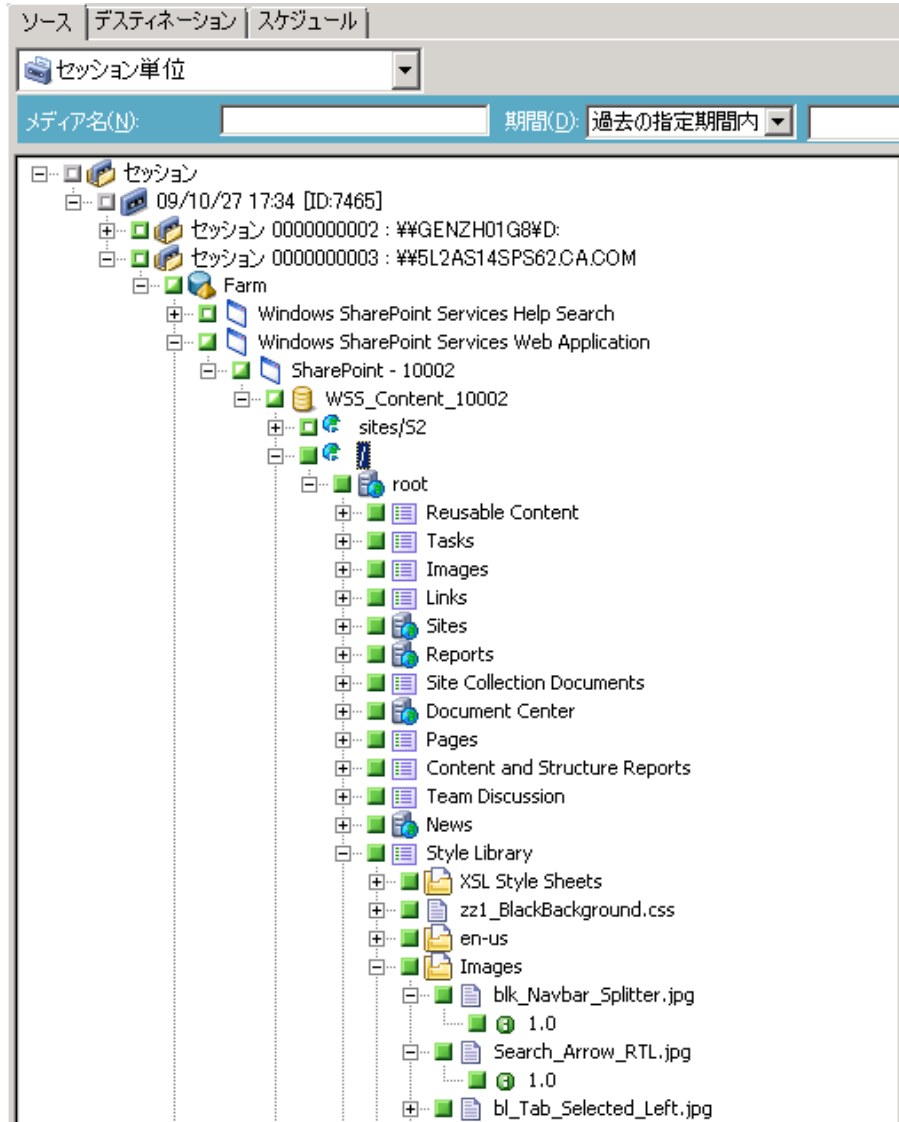 ソース デスティネーション スケジュール
セッション単位
メディア名(N): 期間(D): 過去の指定期間内
セッション
09/10/27 17:34 [ID:7465]
セッション 0000000002 : ¥¥GENZH01G8¥D:
セッション 0000000003 : ¥¥5L2AS14SPS62.CA.COM
Farm
Windows SharePoint Services Help Search
Windows SharePoint Services Web Application
SharePoint - 10002
WSS_Content_10002
sites/S2
/
root
Reusable Content
Tasks
Images
Links
Sites
Reports
Site Collection Documents
Document Center
Pages
Content and Structure Reports
Team Discussion
News
Style Library
XSL Style Sheets
zz1_BlackBackground.css
en-us
Images
blk_Navbar_Splitter.jpg
1.0
Search_Arrow_RTL.jpg
1.0
bl_Tab_Selected_Left.jpg